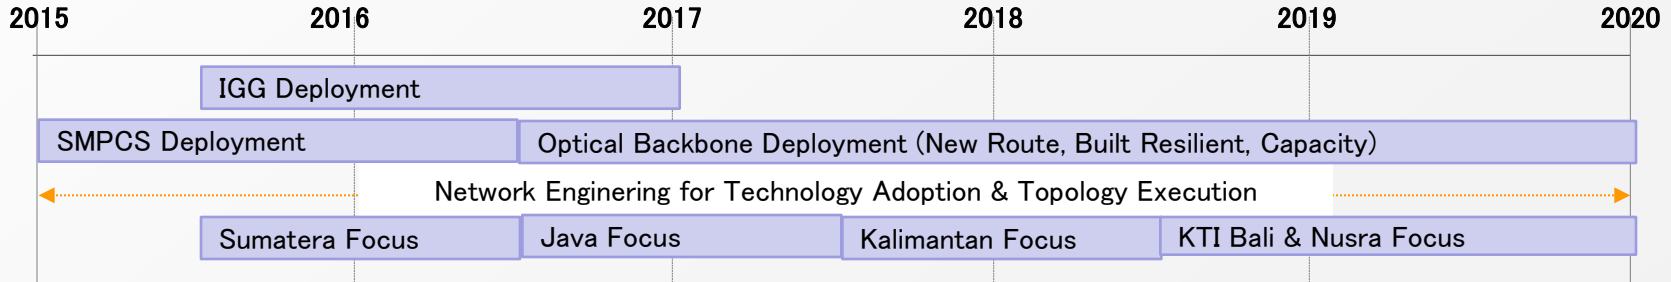 2015 2016 2017 2018 2019 2020
IGG Deployment
SMPCS Deployment
Optical Backbone Deployment (New Route, Built Resilient, Capacity)
Network Enginering for Technology Adoption & Topology Execution
Sumatera Focus
Java Focus
Kalimantan Focus
KTI Bali & Nusra Focus